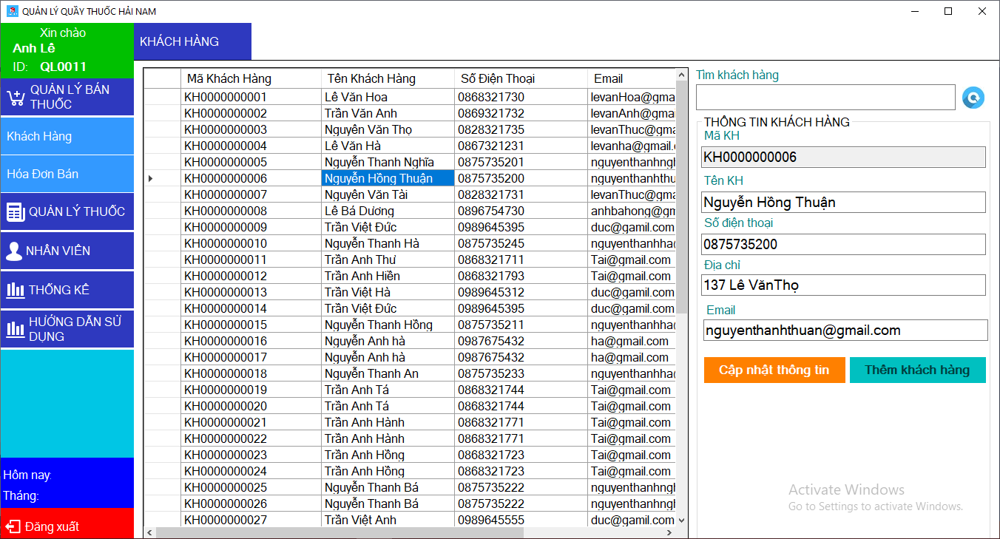 QUẢN LÝ QUẦY THUỐC HẢI NAM
Xin chào
Anh Lê
ID: QL0011
QUẢN LÝ BÁN
THUỐC
Khách Hàng
Hóa Đơn Bán
QUẢN LÝ THUỐC
NHÂN VIÊN
THỐNG KÊ
HƯỚNG DẪN SỬ
DỤNG
Hôm nay:
Tháng:
Đăng xuất
KHÁCH HÀNG
Mã Khách Hàng Tên Khách Hàng Số Điện Thoại Email
KH0000000001 Lê Văn Hoa 0868321730 levanHoa@gma
KH0000000002 Trần Văn Anh 0869321732 levanAnh@gmai
KH0000000003 Nguyên Văn Thọ 0828321735 levanThuc@gma
KH0000000004 Lê Văn Hà 0867321231 levanha@gmail.
KH0000000005 Nguyễn Thanh Nghĩa 0875735201 nguyenthanhngh
KH0000000006 Nguyễn Hồng Thuận 0875735200 nguyenthanhthu
KH0000000007 Nguyên Văn Tài 0828321731 levanThuc@gma
KH0000000008 Lê Bá Dương 0896754730 anhbahong@gm
KH0000000009 Trần Việt Đức 0989645395 duc@gamil.com
KH0000000010 Nguyễn Thanh Hà 0875735245 nguyenthanhha@
KH0000000011 Trần Anh Thư 0868321711 Tai@gmail.com
KH0000000012 Trần Anh Hiền 0868321793 Tai@gmail.com
KH0000000013 Trần Việt Hà 0989645312 duc@gamil.com
KH0000000014 Trần Việt Đức 0989645395 duc@gamil.com
KH0000000015 Nguyễn Thanh Hồng 0875735211 nguyenthanhha@
KH0000000016 Nguyễn Anh hà 0987675432 ha@gmail.com
KH0000000017 Nguyễn Anh hà 0987675432 ha@gmail.com
KH0000000018 Nguyễn Thanh An 0875735233 nguyenthanhha@
KH0000000019 Trần Anh Tá 0868321744 Tai@gmail.com
KH0000000020 Trần Anh Tá 0868321744 Tai@gmail.com
KH0000000021 Trần Anh Hành 0868321771 Tai@gmail.com
KH0000000022 Trần Anh Hành 0868321771 Tai@gmail.com
KH0000000023 Trần Anh Hồng 0868321723 Tai@gmail.com
KH0000000024 Trần Anh Hồng 0868321723 Tai@gmail.com
KH0000000025 Nguyễn Thanh Bá 0875735222 nguyenthanhngh
KH0000000026 Nguyễn Thanh Bá 0875735222 nguyenthanhngh
KH0000000027 Trần Việt Anh 0989645555 duc@gamil.com
Tìm khách hàng
THÔNG TIN KHÁCH HÀNG
Mã KH
KH0000000006
Tên KH
Nguyễn Hồng Thuận
Số điện thoại
0875735200
Địa chỉ
137 Lê VănThọ
Email
nguyenthanhthuan@gmail.com
Cập nhật thông tin
Thêm khách hàng
Activate Windows
Go to Settings to activate Windows.